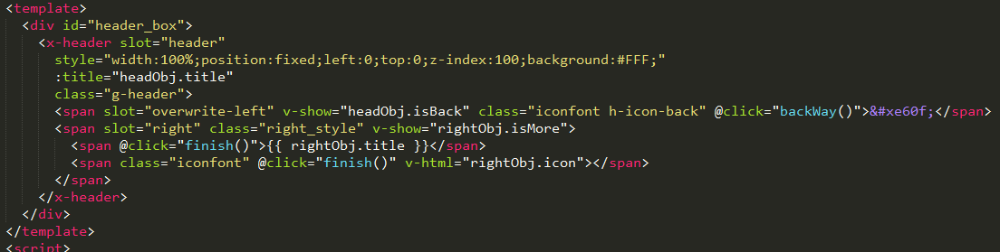 <template>
<div id="header_box">
<x-header slot="header"
style="width:100%;position:fixed;left:0;top:0;z-index:100;background:#FFF;"
:title="headObj.title"
class="g-header">
<span slot="overwrite-left" v-show="headObj.isBack" class="iconfont h-icon-back" @click="backWay()">&#xe60f;</span>
<span slot="right" class="right_style" v-show="rightObj.isMore">
<span @click="finish()">{{ rightObj.title }}</span>
<span class="iconfont" @click="finish()" v-html="rightObj.icon"></span>
</span>
</x-header>
</div>
</template>
<script>